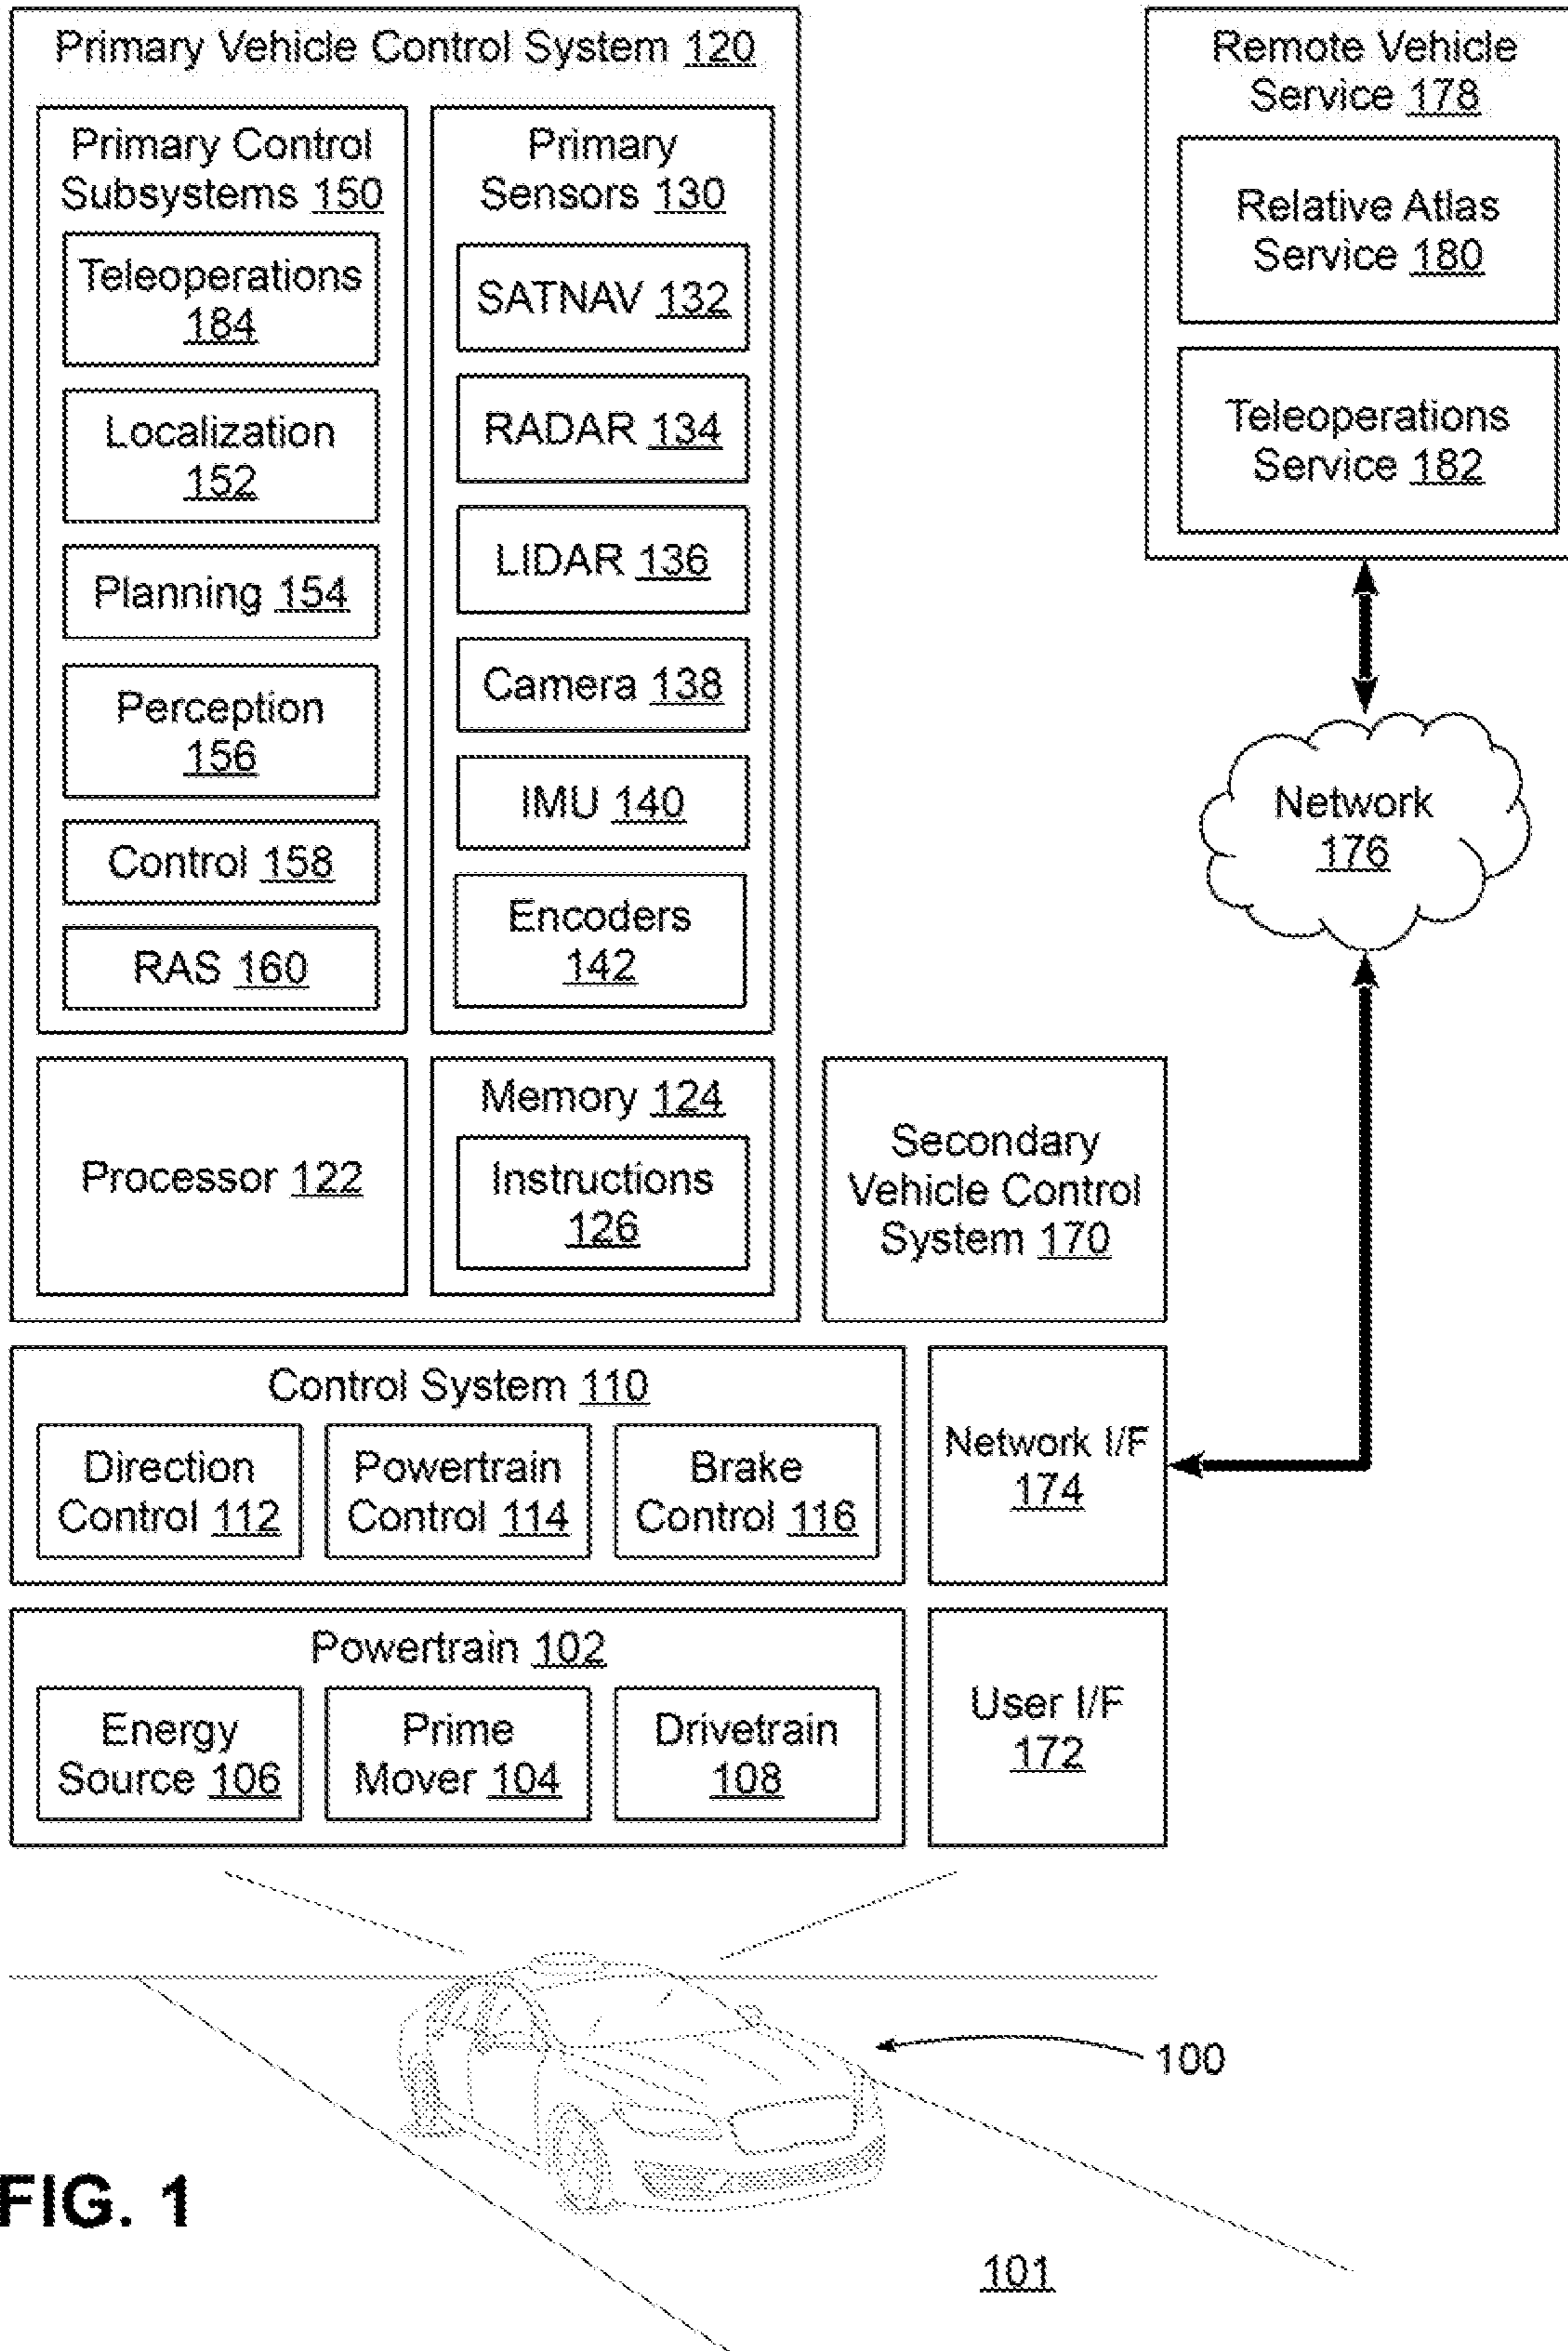 Primary Vehicle Control System 120
Primary Control
Subsystems 150
Teleoperations
184
Localization
152
Planning 154
Perception
156
Control 158
RAS 160
Primary
Sensors 130
SATNAV 132
RADAR 134
LIDAR 136
Camera 138
IMU 140
Encoders
142
Processor 122
Memory 124
Instructions
126
Secondary
Vehicle Control
System 170
Remote Vehicle
Service 178
Relative Atlas
Service 180
Teleoperations
Service 182
Network
176
Control System 110
Direction
Control 112
Powertrain
Control 114
Brake
Control 116
Network I/F
174
Powertrain 102
Energy
Source 106
Prime
Mover 104
Drivetrain
108
User I/F
172
100
FIG. 1
101